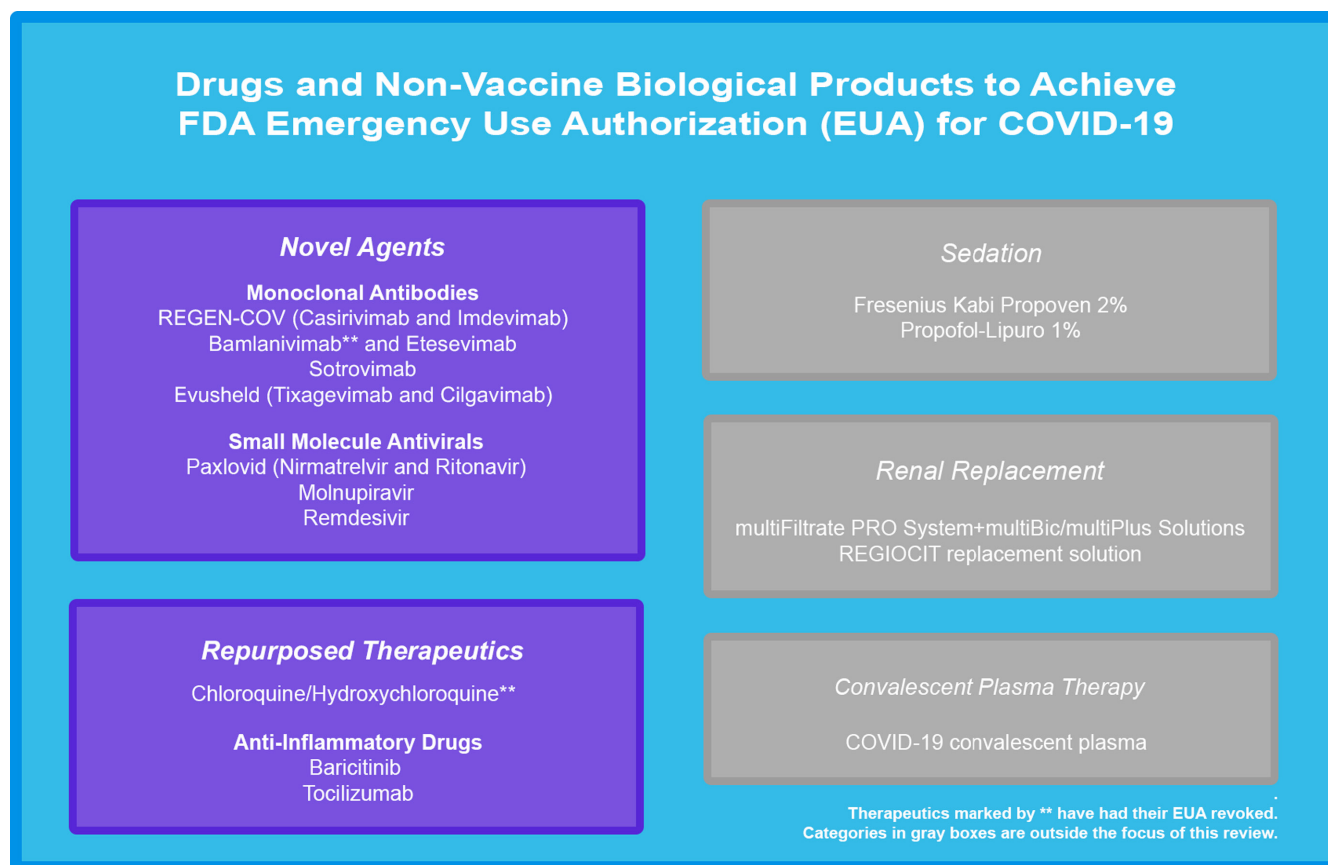 Drugs and Non-Vaccine Biological Products to Achieve
FDA Emergency Use Authorization (EUA) for COVID-19
Novel Agents
Monoclonal Antibodies
REGEN-COV (Casirivimab and Imdevimab)
Bamlanivimab** and Etesevimab
Sotrovimab
Evusheld (Tixagevimab and Cilgavimab)
Small Molecule Antivirals
Paxlovid (Nirmatrelvir and Ritonavir)
Molnupiravir
Remdesivir
Repurposed Therapeutics
Chloroquine/Hydroxychloroquine**
Anti-Inflammatory Drugs
Baricitinib
Tocilizumab
Sedation
Fresenius Kabi Propoven 2%
Propofol-Lipuro 1%
Renal Replacement
multiFiltrate PRO System+multiBic/multiPlus Solutions
REGIOCIT replacement solution
Convalescent Plasma Therapy
COVID-19 convalescent plasma
.
Therapeutics marked by ** have had their EUA revoked.
Categories in gray boxes are outside the focus of this review.